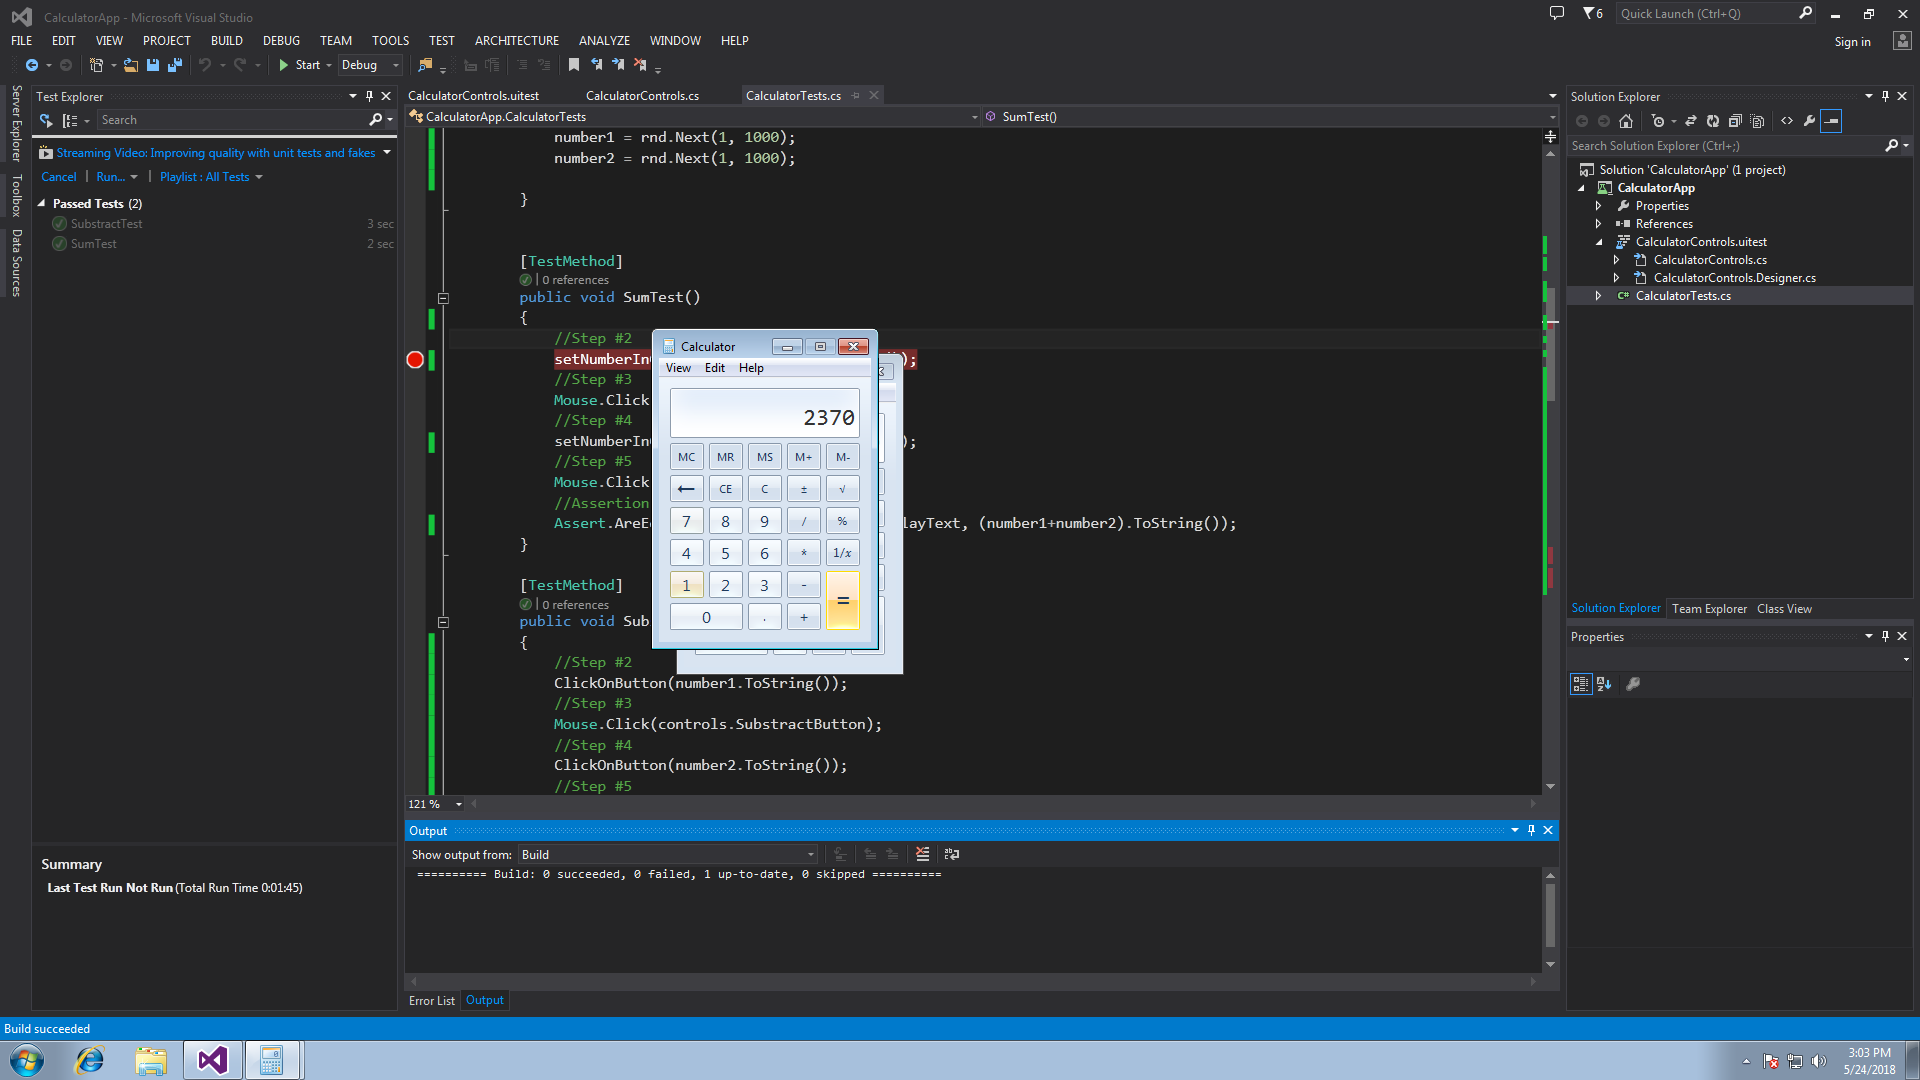 CalculatorApp - Microsoft Visual Studio
6
Quick Launch (Ctrl+Q)
FILE EDIT VIEW PROJECT BUILD DEBUG TEAM TOOLS TEST ARCHITECTURE ANALYZE WINDOW HELP
Sign in
Start Debug
Server Explorer
Toolbox
Data Sources
Test Explorer
Search
Streaming Video: Improving quality with unit tests and fakes
Cancel | Run... | Playlist : All Tests
Passed Tests (2)
SubstractTest 3 sec
SumTest 2 sec
Summary
Last Test Run Not Run (Total Run Time 0:01:45)
CalculatorControls.uitest CalculatorControls.cs CalculatorTests.cs
CalculatorApp.CalculatorTests SumTest()
number1 = rnd.Next(1, 1000);
number2 = rnd.Next(1, 1000);
}
[TestMethod]
| 0 references
public void SumTest()
{
//Step #2
setNumberIn );
//Step #3
Mouse.Click
//Step #4
setNumberIn );
//Step #5
Mouse.Click
//Assertion
Assert.AreE layText, (number1+number2).ToString());
}
[TestMethod]
| 0 references
public void Sub
{
//Step #2
ClickOnButton(number1.ToString());
//Step #3
Mouse.Click(controls.SubstractButton);
//Step #4
ClickOnButton(number2.ToString());
//Step #5
121 %
Calculator
View Edit Help
2370
MC MR MS M+ M-
← CE C ± √
7 8 9 / %
4 5 6 * 1/x
1 2 3 - =
0 . +
Output
Show output from: Build
========== Build: 0 succeeded, 0 failed, 1 up-to-date, 0 skipped ==========
Error List Output
Solution Explorer
Search Solution Explorer (Ctrl+;)
Solution 'CalculatorApp' (1 project)
CalculatorApp
Properties
References
CalculatorControls.uitest
CalculatorControls.cs
CalculatorControls.Designer.cs
C# CalculatorTests.cs
Solution Explorer Team Explorer Class View
Properties
Build succeeded
3:03 PM
5/24/2018